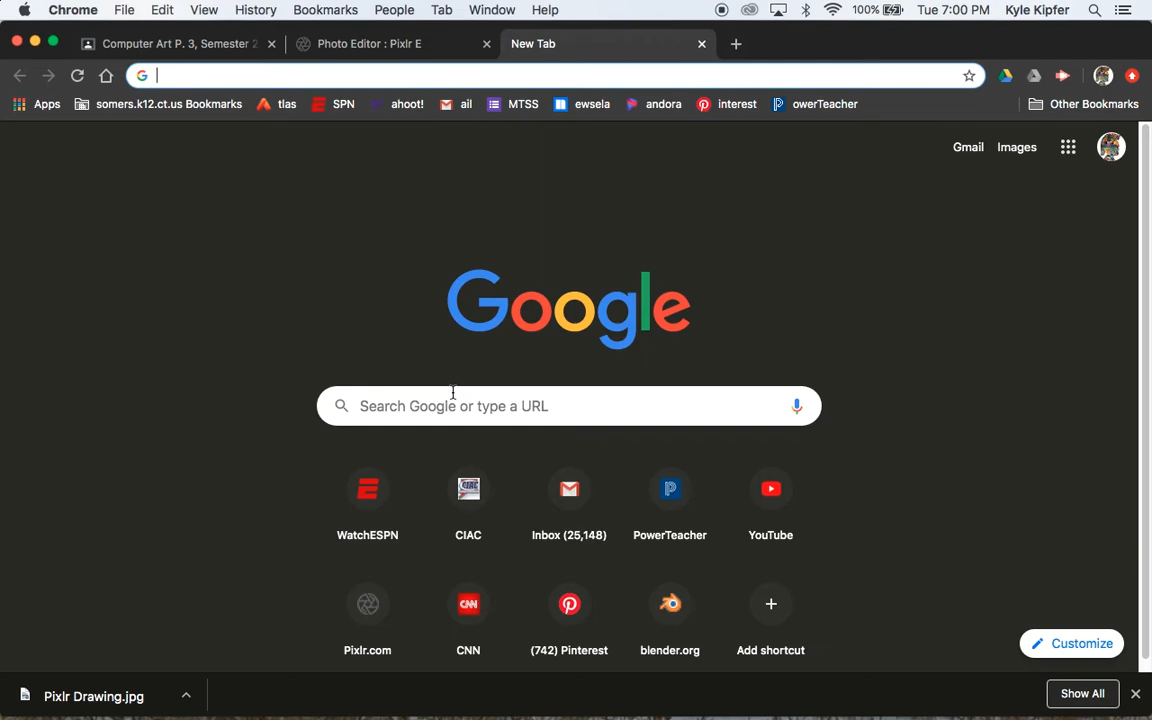 Chrome File Edit View History Bookmarks People Tab Window Help 100% Tue 7:00 PM Kyle Kipfer
Computer Art P. 3, Semester 2 Photo Editor : Pixlr E New Tab
G
Apps somers.k12.ct.us Bookmarks tlas SPN ahoot! ail MTSS ewsela andora interest owerTeacher Other Bookmarks
Gmail Images
Google
Search Google or type a URL
WatchESPN CIAC Inbox (25,148) PowerTeacher YouTube
Pixlr.com CNN (742) Pinterest blender.org Add shortcut
Customize
Pixlr Drawing.jpg Show All